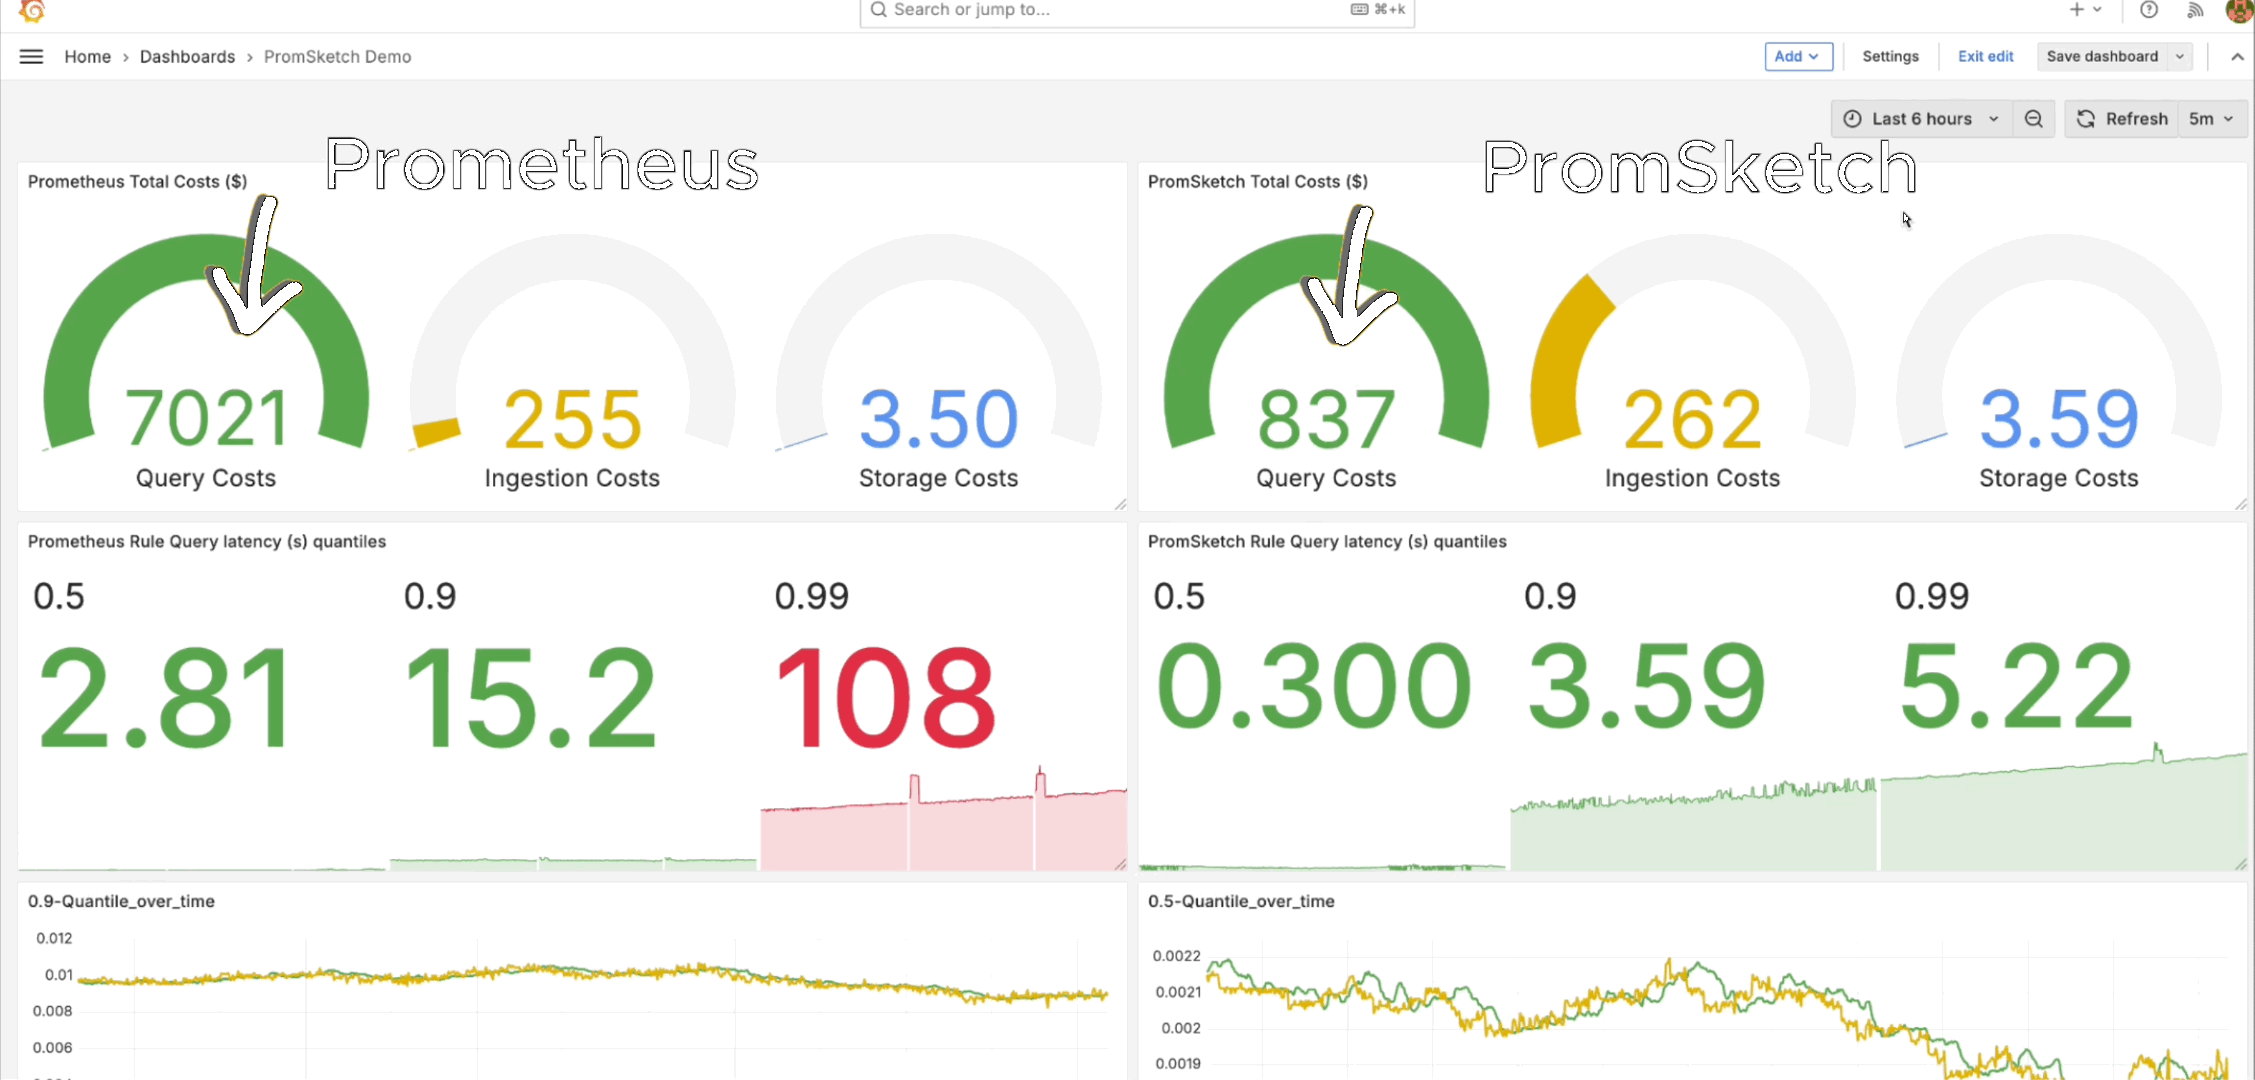 Search or jump to...
⌘+k
Home › Dashboards › PromSketch Demo
Add
Settings
Exit edit
Save dashboard
Last 6 hours
Refresh
5m
Prometheus
PromSketch
Prometheus Total Costs ($)
7021
Query Costs
255
Ingestion Costs
3.50
Storage Costs
PromSketch Total Costs ($)
837
Query Costs
262
Ingestion Costs
3.59
Storage Costs
Prometheus Rule Query latency (s) quantiles
0.5
2.81
0.9
15.2
0.99
108
PromSketch Rule Query latency (s) quantiles
0.5
0.300
0.9
3.59
0.99
5.22
0.9-Quantile_over_time
0.012
0.01
0.008
0.006
0.5-Quantile_over_time
0.0022
0.0021
0.002
0.0019